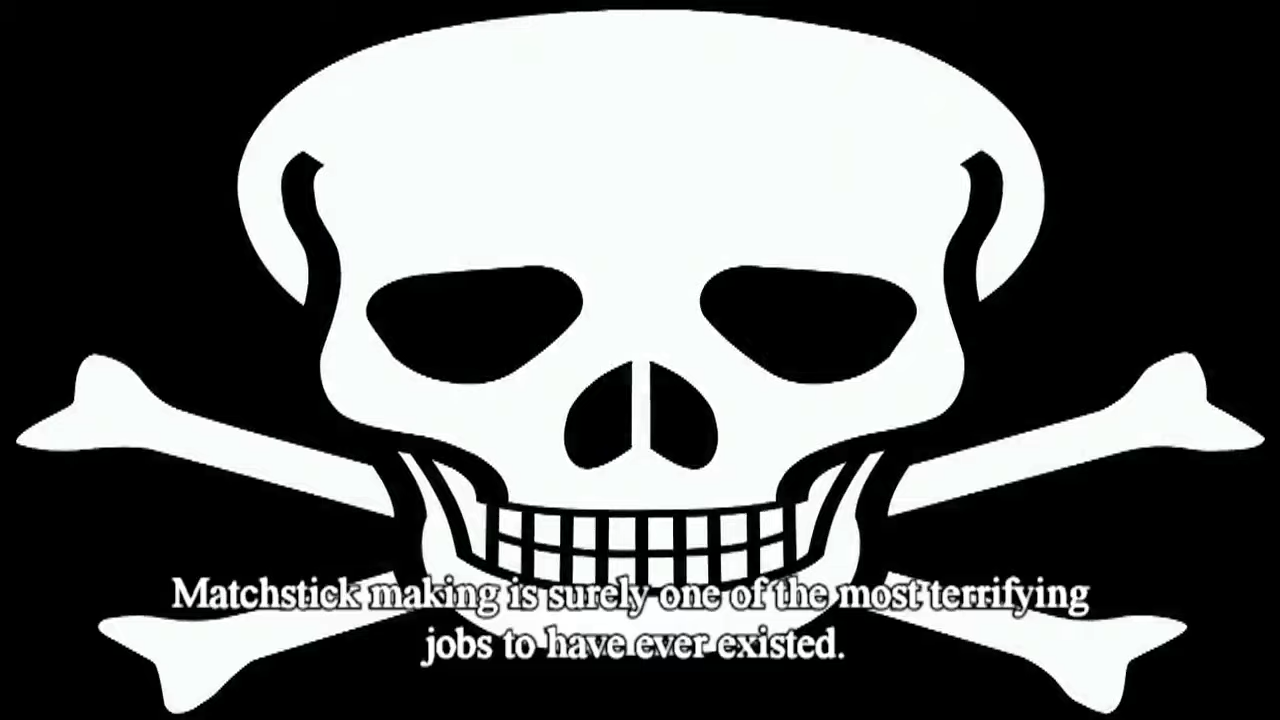 Matchstick making is surely one of the most terrifying
jobs to have ever existed.